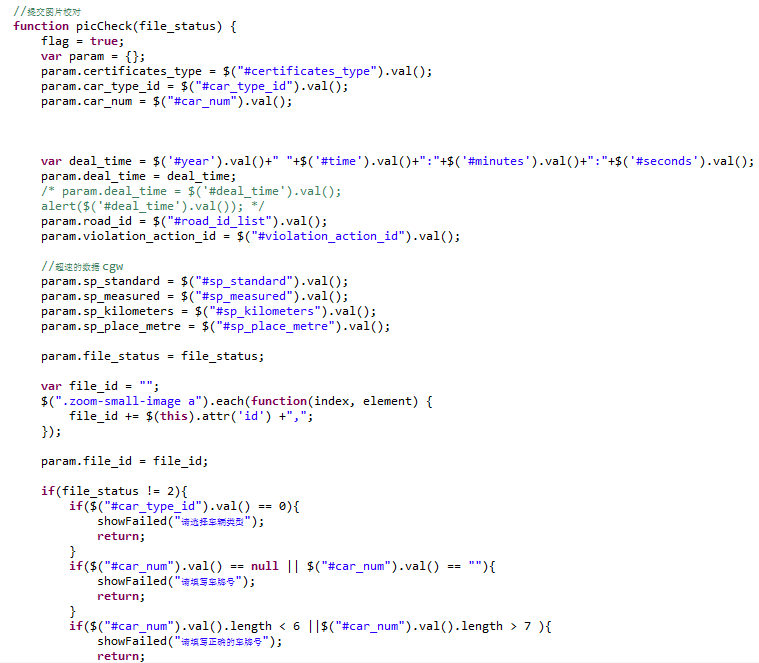 //提交图片校对
function picCheck(file_status) {
    flag = true;
    var param = {};
    param.certificates_type = $("#certificates_type").val();
    param.car_type_id = $("#car_type_id").val();
    param.car_num = $("#car_num").val();
    var deal_time = $('#year').val()+" "+$('#time').val()+":"+$('#minutes').val()+":"+$('#seconds').val();
    param.deal_time = deal_time;
    /* param.deal_time = $('#deal_time').val();
    alert($('#deal_time').val()); */
    param.road_id = $("#road_id_list").val();
    param.violation_action_id = $("#violation_action_id").val();
    //超速的数据 cgw
    param.sp_standard = $("#sp_standard").val();
    param.sp_measured = $("#sp_measured").val();
    param.sp_kilometers = $("#sp_kilometers").val();
    param.sp_place_metre = $("#sp_place_metre").val();
    param.file_status = file_status;
    var file_id = "";
    $(".zoom-small-image a").each(function(index, element) {
        file_id += $(this).attr('id') +",";
    });
    param.file_id = file_id;
    if(file_status != 2){
        if($("#car_type_id").val() == 0){
            showFailed("请选择车辆类型");
            return;
        }
        if($("#car_num").val() == null || $("#car_num").val() == ""){
            showFailed("请填写车牌号");
            return;
        }
        if($("#car_num").val().length < 6 ||$("#car_num").val().length > 7 ){
            showFailed("请填写正确的车牌号");
            return;